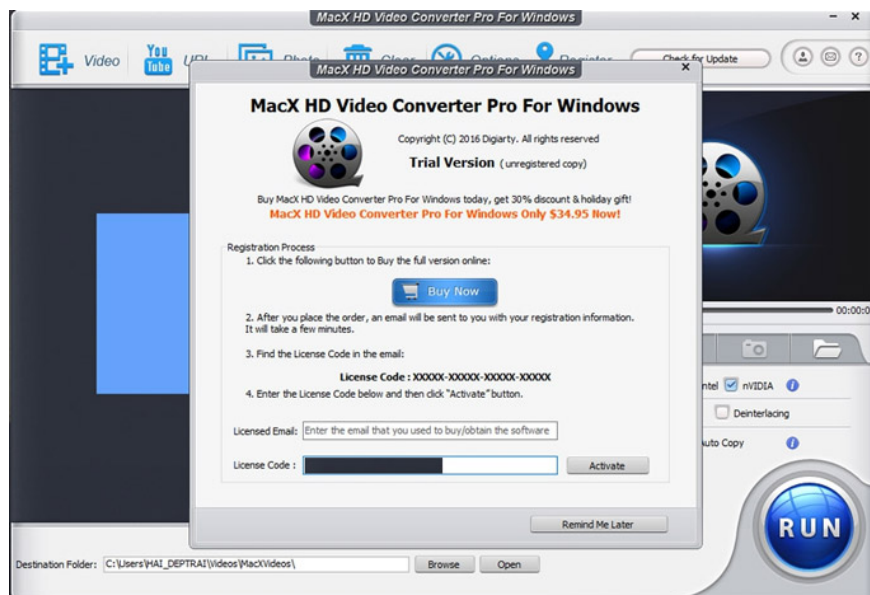 MacX HD Video Converter Pro For Windows
Video
You Tube URL
Photo
Clear
Options
Register
Check for Update
MacX HD Video Converter Pro For Windows
MacX HD Video Converter Pro For Windows
Copyright (C) 2016 Digiarty. All rights reserved
Trial Version ( unregistered copy)
Buy MacX HD Video Converter Pro For Windows today, get 30% discount & holiday gift!
MacX HD Video Converter Pro For Windows Only $34.95 Now!
Registration Process
1. Click the following button to Buy the full version online:
Buy Now
2. After you place the order, an email will be sent to you with your registration information.
It will take a few minutes.
3. Find the License Code in the email:
License Code : XXXXX-XXXXX-XXXXX-XXXXX
4. Enter the License Code below and then click "Activate" button.
Licensed Email: Enter the email that you used to buy/obtain the software
License Code :
Activate
Remind Me Later
00:00:0
ntel
nVIDIA
Deinterlacing
Auto Copy
RUN
Destination Folder: C:\Users\HAI_DEPTRAI\Videos\MacXVideos\
Browse
Open